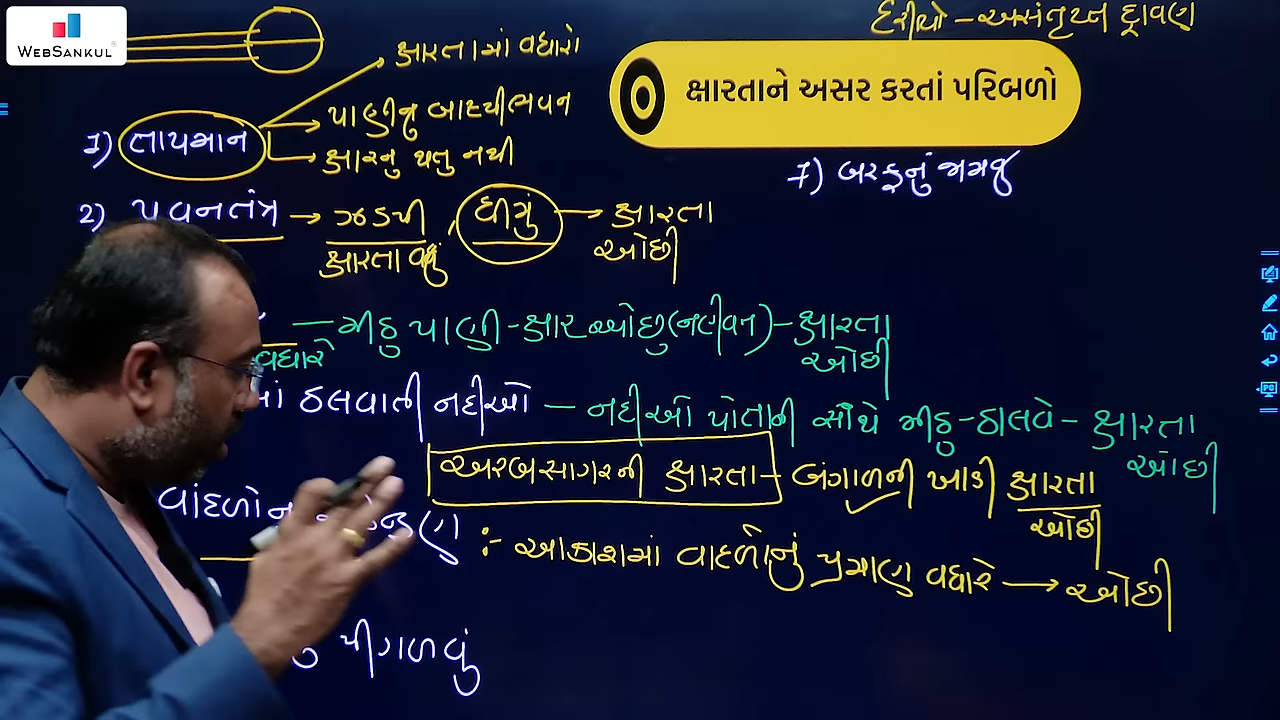 WEBSANKUL
દરીયો - અસંતૃપ્ત દ્રાવણ
ક્ષારતાને અસર કરતાં પરિબળો
ક્ષારતામાં વધારો
1) તાપમાન
પાણીનું બાષ્પીભવન
ક્ષારનું થતુ નથી
7) બરફનું જામવું
2) પવનતંત્ર → ઝડપી, ધીમું → ક્ષારતા ઓછી
ક્ષારતા વધું
વધારે - મીઠુ પાણી - ક્ષાર ઓછુ (નહીવત) - ક્ષારતા ઓછી
માં ઠલવાતી નદીઓ - નદીઓ પોતાની સાથે મીઠુ - ઠાલવે - ક્ષારતા ઓછી
અરબસાગરની ક્ષારતા - બંગાળની ખાડી ક્ષારતા ઓછી
વાંદળોનું :- આકાશમાં વાદળોનું પ્રમાણ વધારે → ઓછી
પીગળવું